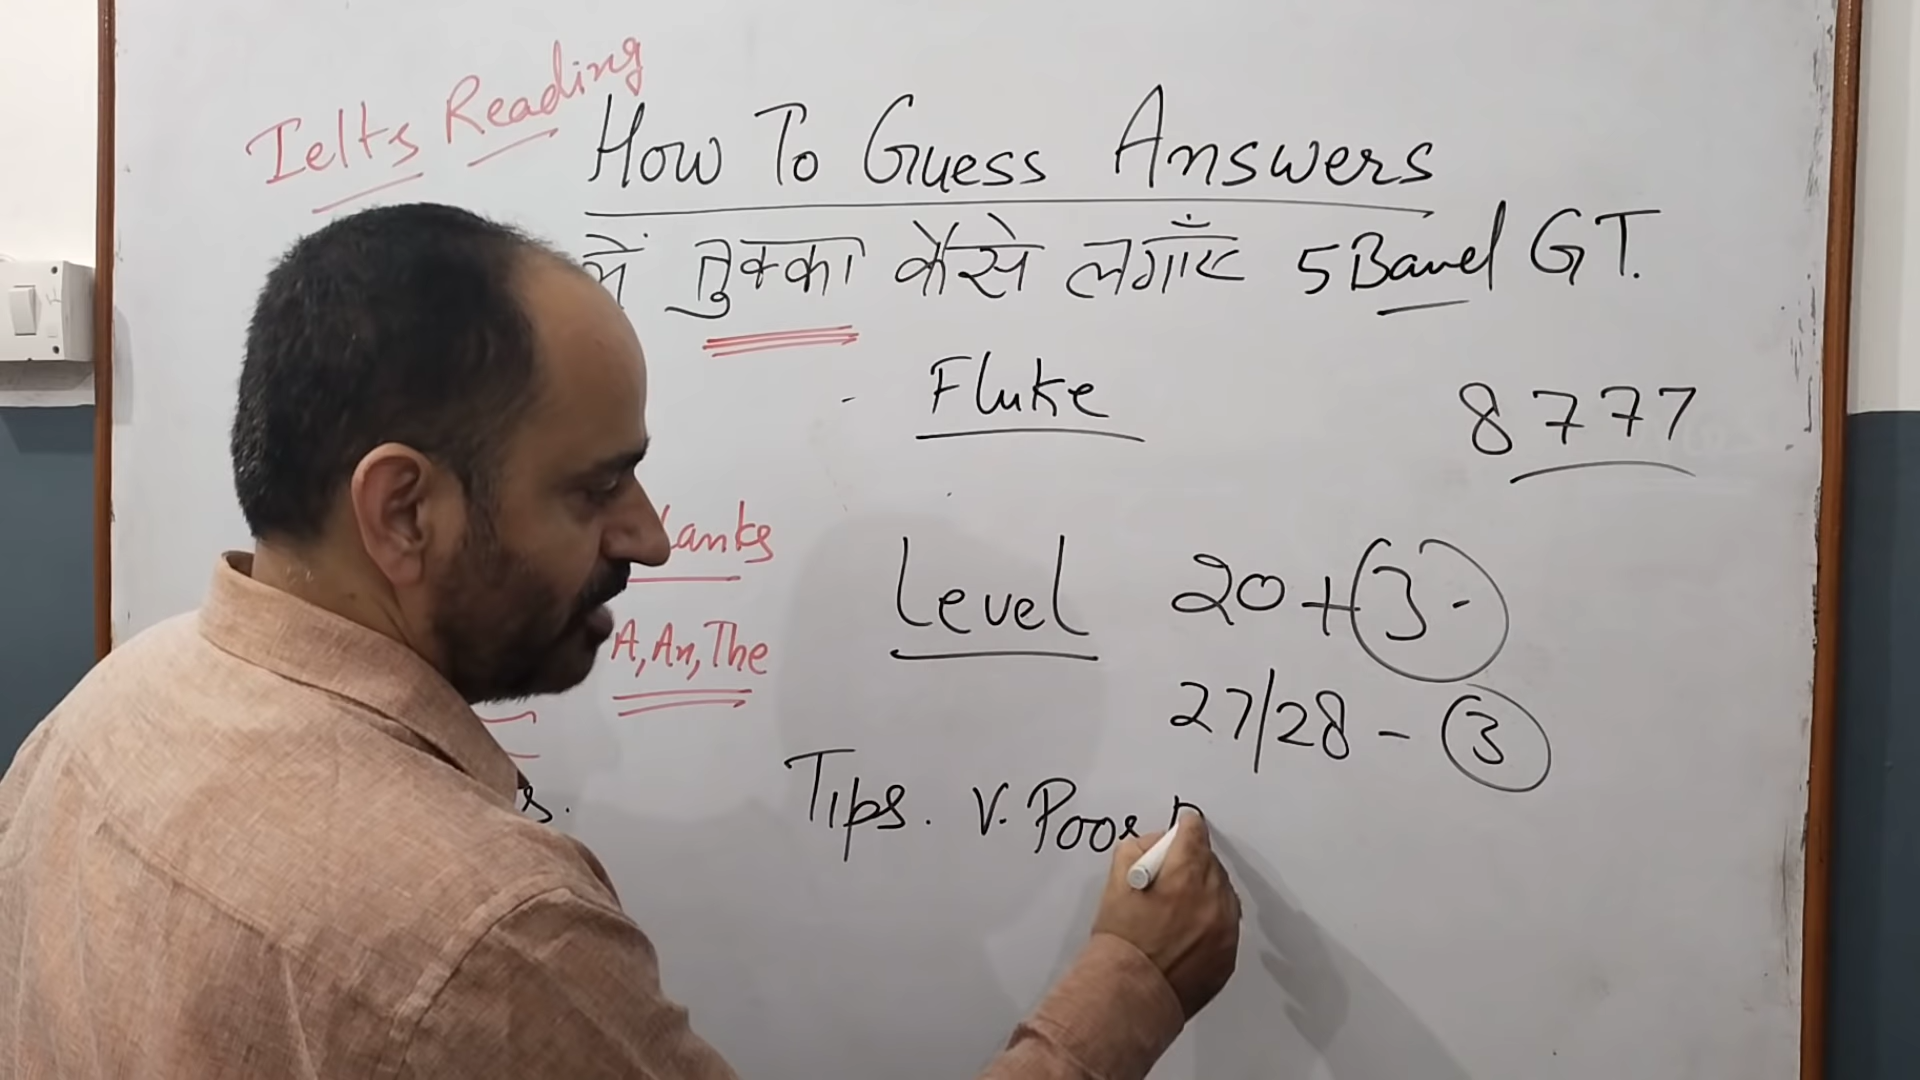 Ielts Reading
How To Guess Answers
में तुक्का कैसे लगाएँ 5 Band GT.
Fluke
8777
A, An, The
Level 20+3-
27/28 - 3
Tips. V. Poor